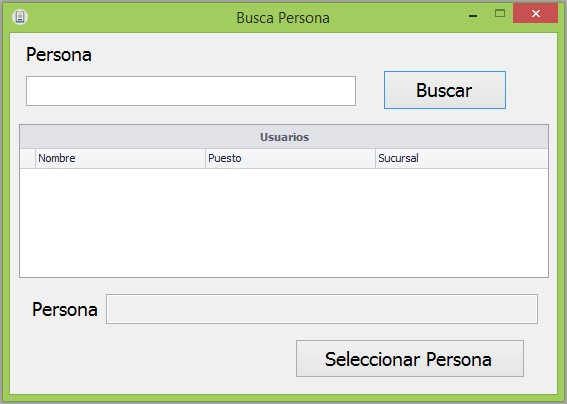 Busca Persona
Persona
Buscar
Usuarios
Nombre Puesto Sucursal
Persona
Seleccionar Persona